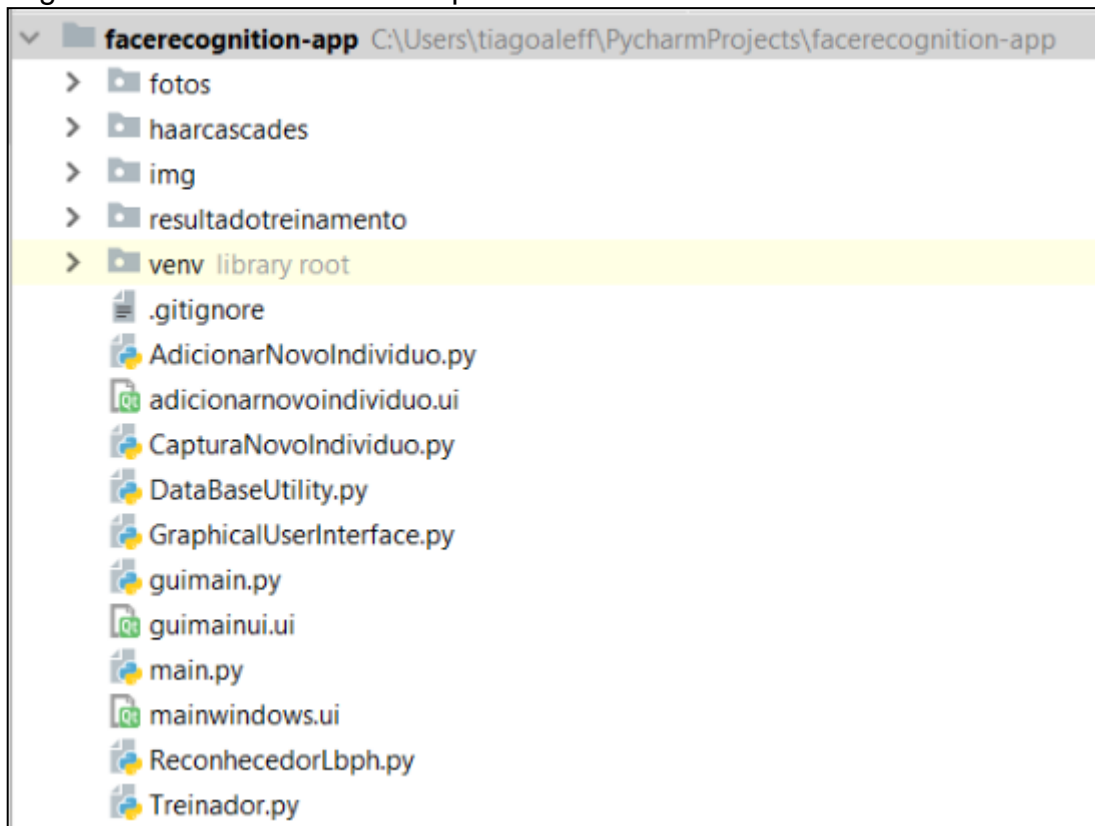 facerecognition-app C:\Users\tiagoaleff\PycharmProjects\facerecognition-app
fotos
haarcascades
img
resultadotreinamento
venv library root
.gitignore
AdicionarNovoIndividuo.py
adicionarnovoindividuo.ui
CapturaNovoIndividuo.py
DataBaseUtility.py
GraphicalUserInterface.py
guimain.py
guimainui.ui
main.py
mainwindows.ui
ReconhecedorLbph.py
Treinador.py